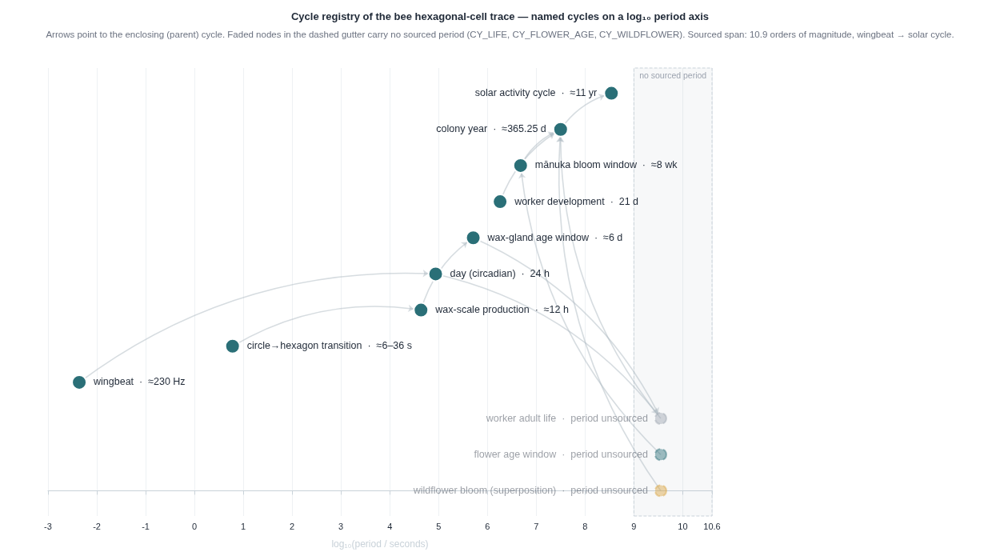 Cycle registry of the bee hexagonal-cell trace — named cycles on a log₁₀ period axis
Arrows point to the enclosing (parent) cycle. Faded nodes in the dashed gutter carry no sourced period (CY_LIFE, CY_FLOWER_AGE, CY_WILDFLOWER). Sourced span: 10.9 orders of magnitude, wingbeat → solar cycle.
no sourced period
solar activity cycle · ≈11 yr
colony year · ≈365.25 d
mānuka bloom window · ≈8 wk
worker development · 21 d
wax-gland age window · ≈6 d
day (circadian) · 24 h
wax-scale production · ≈12 h
circle→hexagon transition · ≈6–36 s
wingbeat · ≈230 Hz
worker adult life · period unsourced
flower age window · period unsourced
wildflower bloom (superposition) · period unsourced
-3 -2 -1 0 1 2 3 4 5 6 7 8 9 10 10.6
log₁₀(period / seconds)